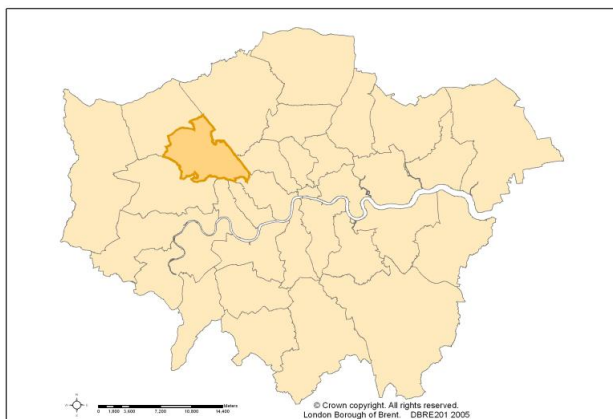 Meters
0 1,800 3,600 7,200 10,800 14,400
© Crown copyright. All rights reserved.
London Borough of Brent. DBRE201 2005